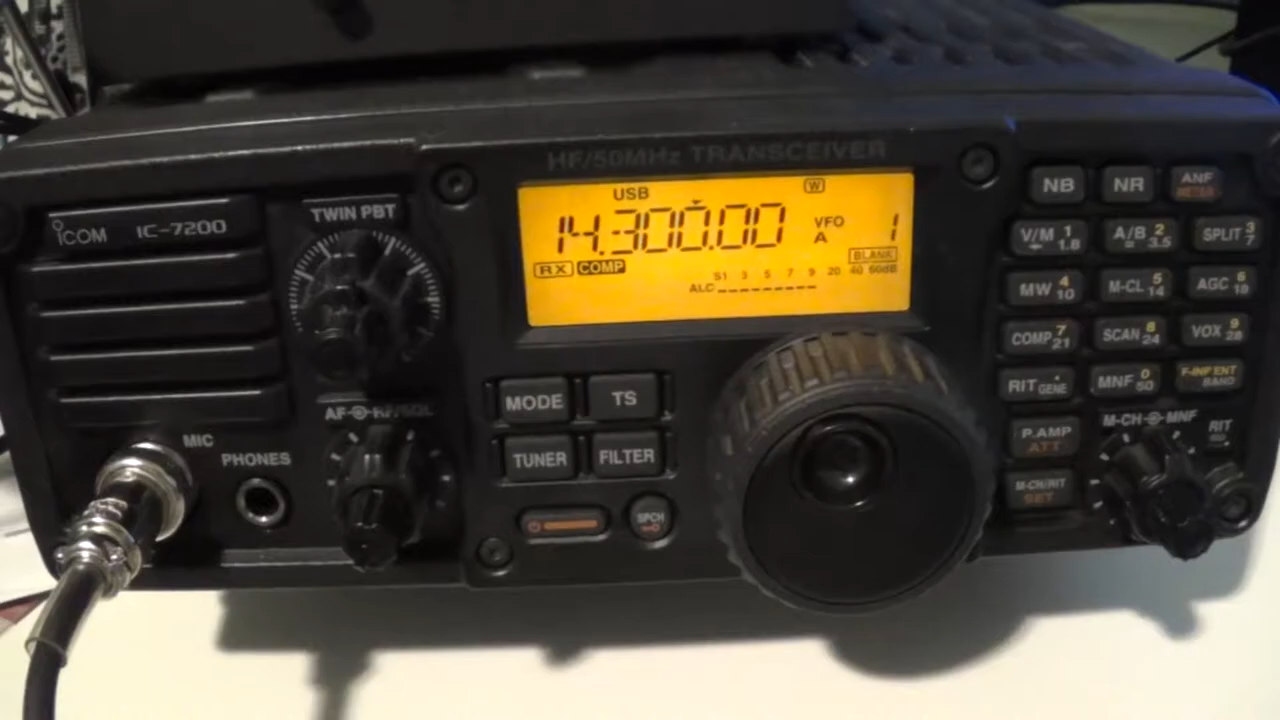 HF/50MHz TRANSCEIVER
ICOM IC-7200
TWIN PBT
USB W
14.300.00 VFO A 1
RX COMP BLANK
S1 3 5 7 9 20 40 60dB
ALC
NB NR ANF
V/M 1 1.8 A/B = 2 3.5 SPLIT 3 7
MW 4 10 M-CL 5 14 AGC 6 18
COMP 7 21 SCAN 8 24 VOX 9 28
RIT • GENE MNF 0 50 F-INP ENT BAND
MODE TS
TUNER FILTER
AF RF/SQL
MIC
PHONES
SPCH
P.AMP ATT
M-CH MNF RIT
M-CH/RIT SET